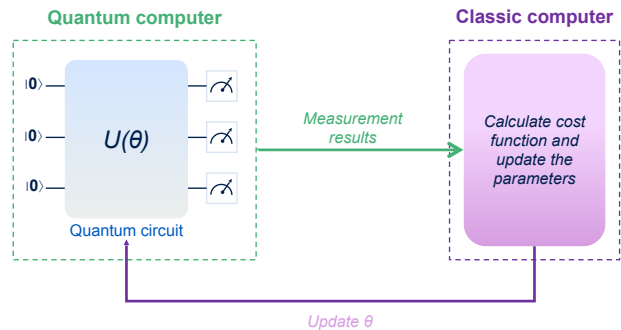 Quantum computer
Classic computer
|0⟩
|0⟩
|0⟩
U(θ)
Quantum circuit
Measurement
results
Calculate cost
function and
update the
parameters
Update θ